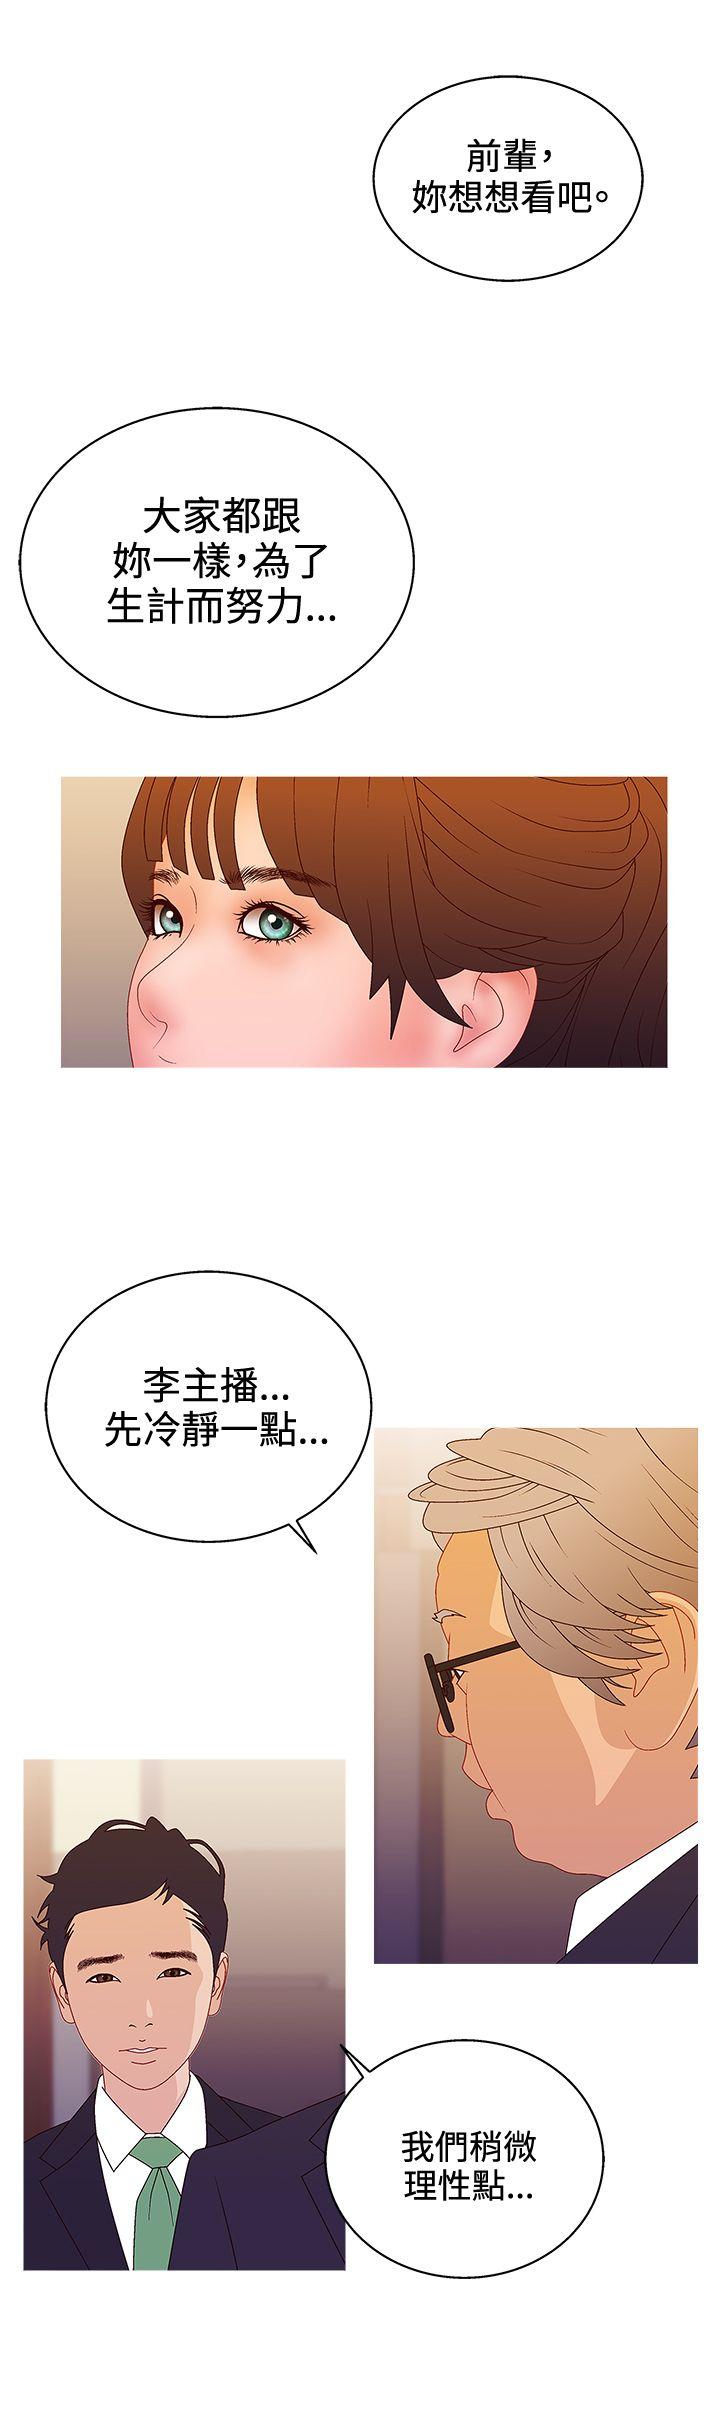 前輩，
妳想想看吧。
大家都跟
妳一樣，為了
生計而努力...
李主播...
先冷靜一點...
我們稍微
理性點...